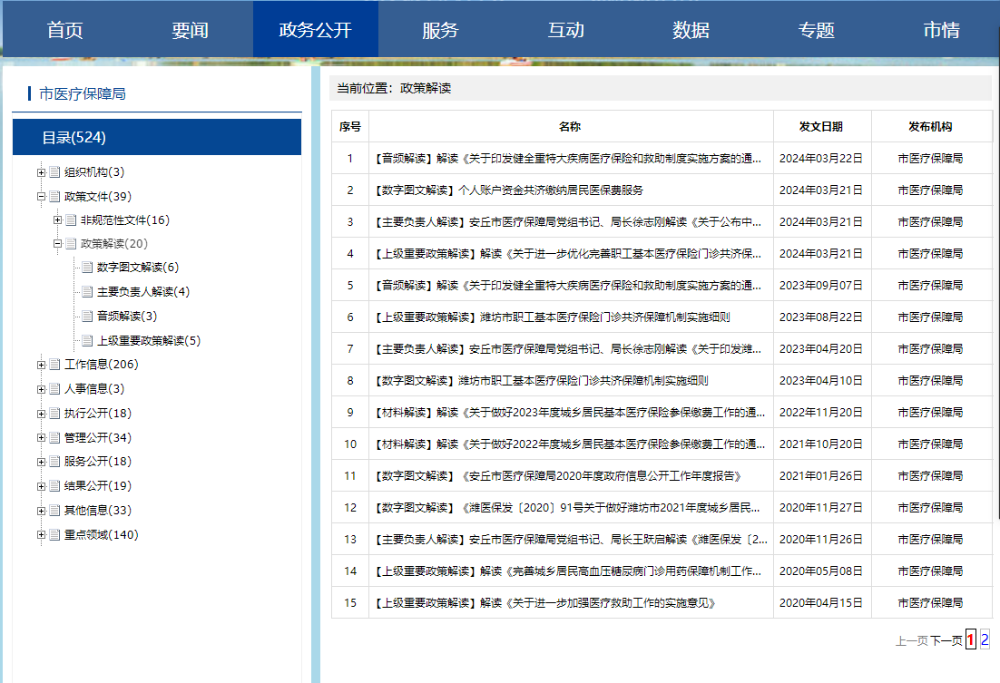 首页 要闻 政务公开 服务 互动 数据 专题 市情
市医疗保障局
目录(524)
组织机构(3)
政策文件(39)
非规范性文件(16)
政策解读(20)
数字图文解读(6)
主要负责人解读(4)
音频解读(3)
上级重要政策解读(5)
工作信息(206)
人事信息(3)
执行公开(18)
管理公开(34)
服务公开(18)
结果公开(19)
其他信息(33)
重点领域(140)
当前位置：政策解读
序号 名称 发文日期 发布机构
1 【音频解读】解读《关于印发健全重特大疾病医疗保险和救助制度实施方案的通... 2024年03月22日 市医疗保障局
2 【数字图文解读】个人账户资金共济缴纳居民医保费服务 2024年03月21日 市医疗保障局
3 【主要负责人解读】安丘市医疗保障局党组书记、局长徐志刚解读《关于公布中... 2024年03月21日 市医疗保障局
4 【上级重要政策解读】解读《关于进一步优化完善职工基本医疗保险门诊共济保... 2024年03月21日 市医疗保障局
5 【音频解读】解读《关于印发健全重特大疾病医疗保险和救助制度实施方案的通... 2023年09月07日 市医疗保障局
6 【上级重要政策解读】潍坊市职工基本医疗保险门诊共济保障机制实施细则 2023年08月22日 市医疗保障局
7 【主要负责人解读】安丘市医疗保障局党组书记、局长徐志刚解读《关于印发潍... 2023年04月20日 市医疗保障局
8 【数字图文解读】潍坊市职工基本医疗保险门诊共济保障机制实施细则 2023年04月10日 市医疗保障局
9 【材料解读】解读《关于做好2023年度城乡居民基本医疗保险参保缴费工作的通... 2022年11月20日 市医疗保障局
10 【材料解读】解读《关于做好2022年度城乡居民基本医疗保险参保缴费工作的通... 2021年10月20日 市医疗保障局
11 【数字图文解读】《安丘市医疗保障局2020年度政府信息公开工作年度报告》 2021年01月26日 市医疗保障局
12 【数字图文解读】《潍医保发〔2020〕91号关于做好潍坊市2021年度城乡居民... 2020年11月27日 市医疗保障局
13 【主要负责人解读】安丘市医疗保障局党组书记、局长王跃启解读《潍医保发〔2... 2020年11月26日 市医疗保障局
14 【上级重要政策解读】解读《完善城乡居民高血压糖尿病门诊用药保障机制工作... 2020年05月08日 市医疗保障局
15 【上级重要政策解读】解读《关于进一步加强医疗救助工作的实施意见》 2020年04月15日 市医疗保障局
上一页 下一页 1 2